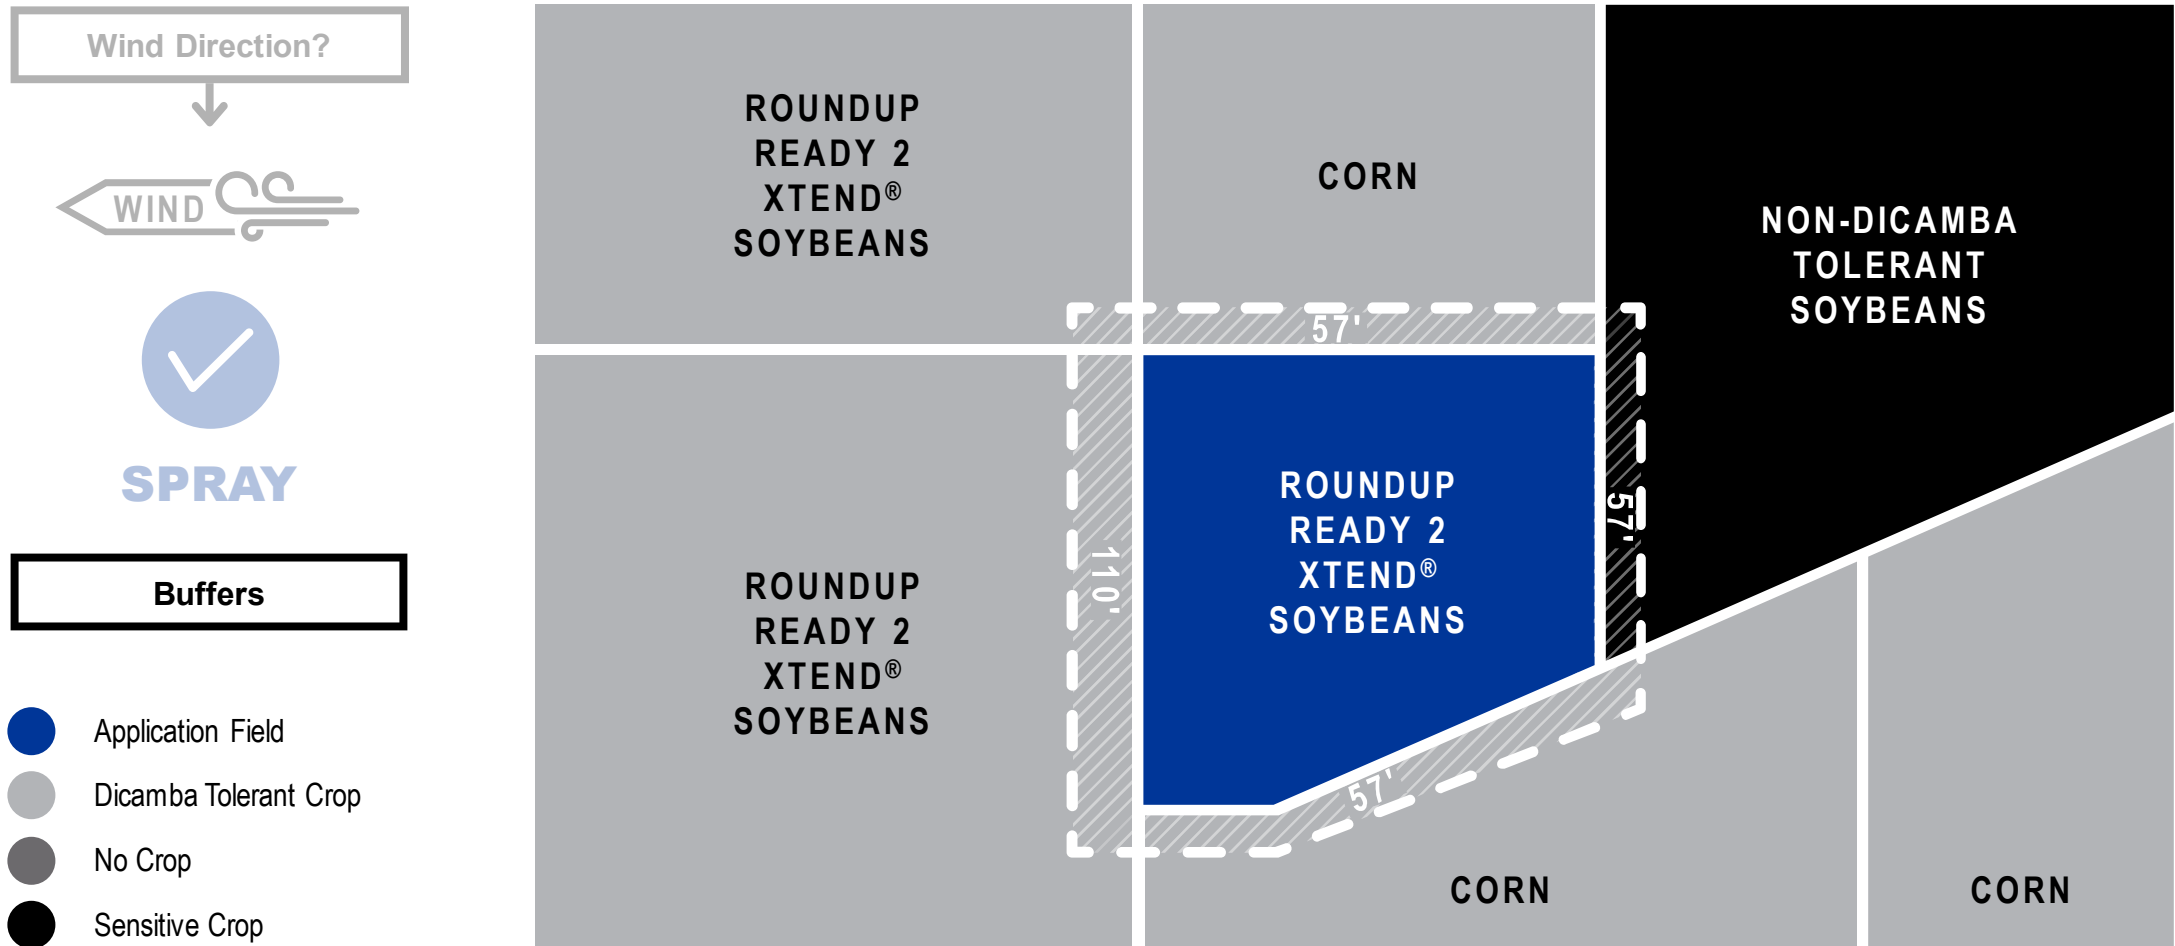 Wind Direction?
WIND
SPRAY
Buffers
Application Field
Dicamba Tolerant Crop
No Crop
Sensitive Crop
ROUNDUP
READY 2
XTEND®
SOYBEANS
CORN
NON-DICAMBA
TOLERANT
SOYBEANS
57'
ROUNDUP
READY 2
XTEND®
SOYBEANS
110'
ROUNDUP
READY 2
XTEND®
SOYBEANS
57'
57'
CORN
CORN